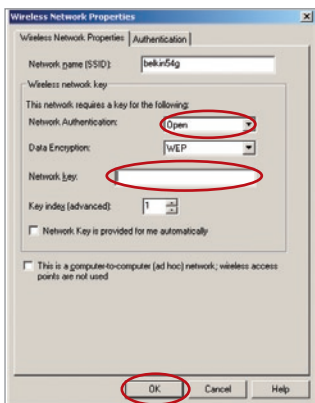 Wireless Network Properties
Wireless Network Properties
Authentication
Network name (SSID):
belkin54g
Wireless network key
This network requires a key for the following:
Network Authentication:
Open
Data Encryption:
WEP
Network key:
Key index (advanced):
1
Network Key is provided for me automatically
This is a computer-to-computer (ad hoc) network; wireless access
points are not used
OK
Cancel
Help